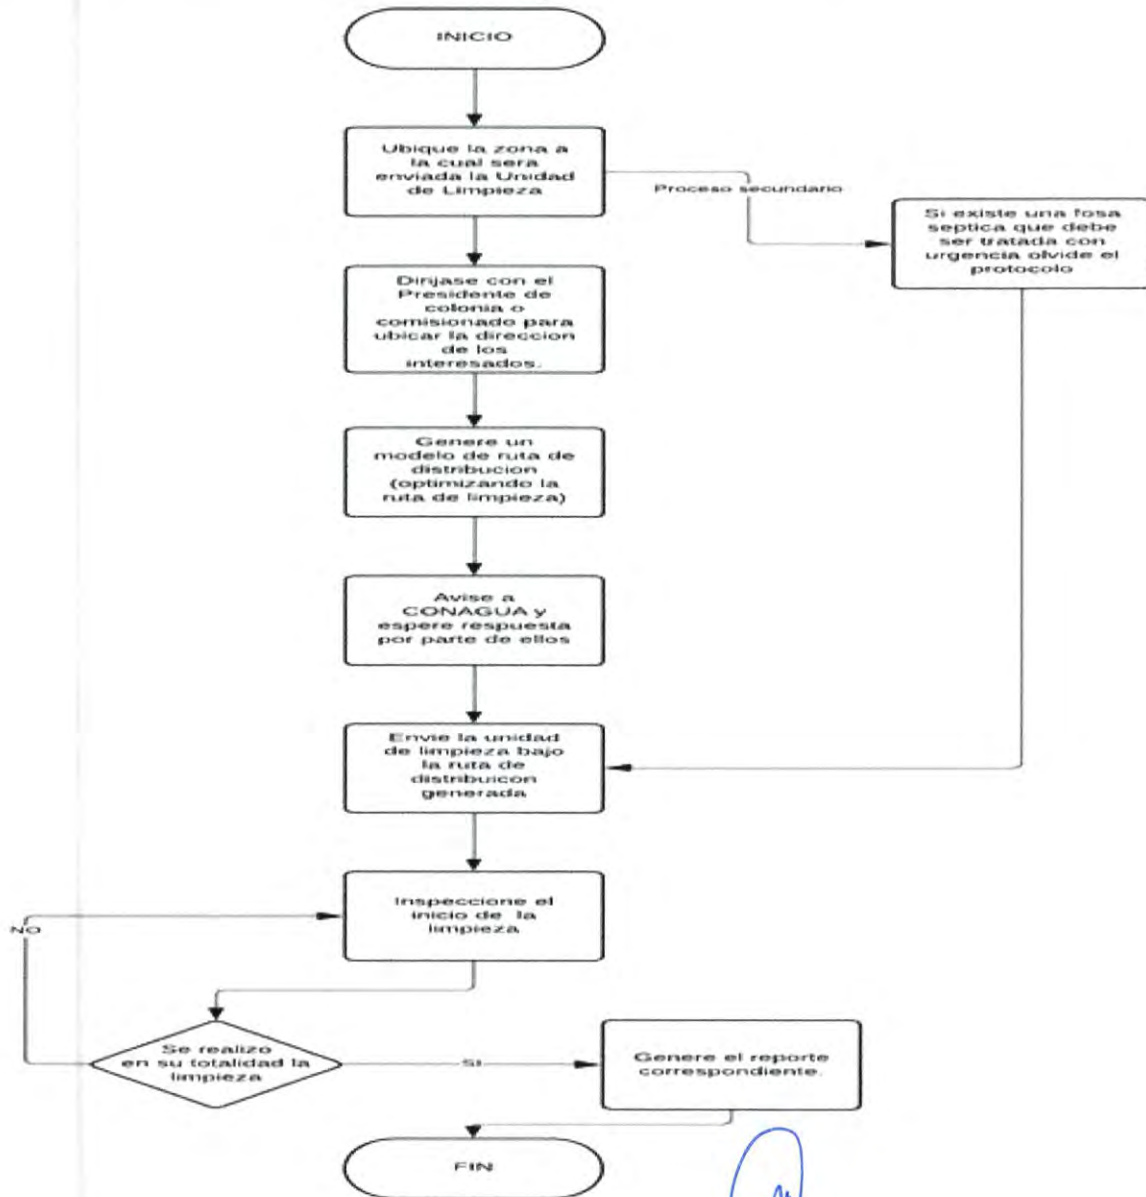 INICIO
Ubique la zona a
la cual sera
enviada la Unidad
de Limpieza
Proceso secundario
Si existe una fosa
septica que debe
ser tratada con
urgencia olvide el
protocolo
Dirijase con el
Presidente de
colonia o
comisionado para
ubicar la direccion
de los
interesados.
Genere un
modelo de ruta de
distribucion
(optimizando la
ruta de limpieza)
Avise a
CONAGUA y
espere respuesta
por parte de ellos
Envie la unidad
de limpieza bajo
la ruta de
distribuicon
generada
Inspeccione el
inicio de la
limpieza
NO
Se realizo
en su totalidad la
limpieza
SI
Genere el reporte
correspondiente.
FIN